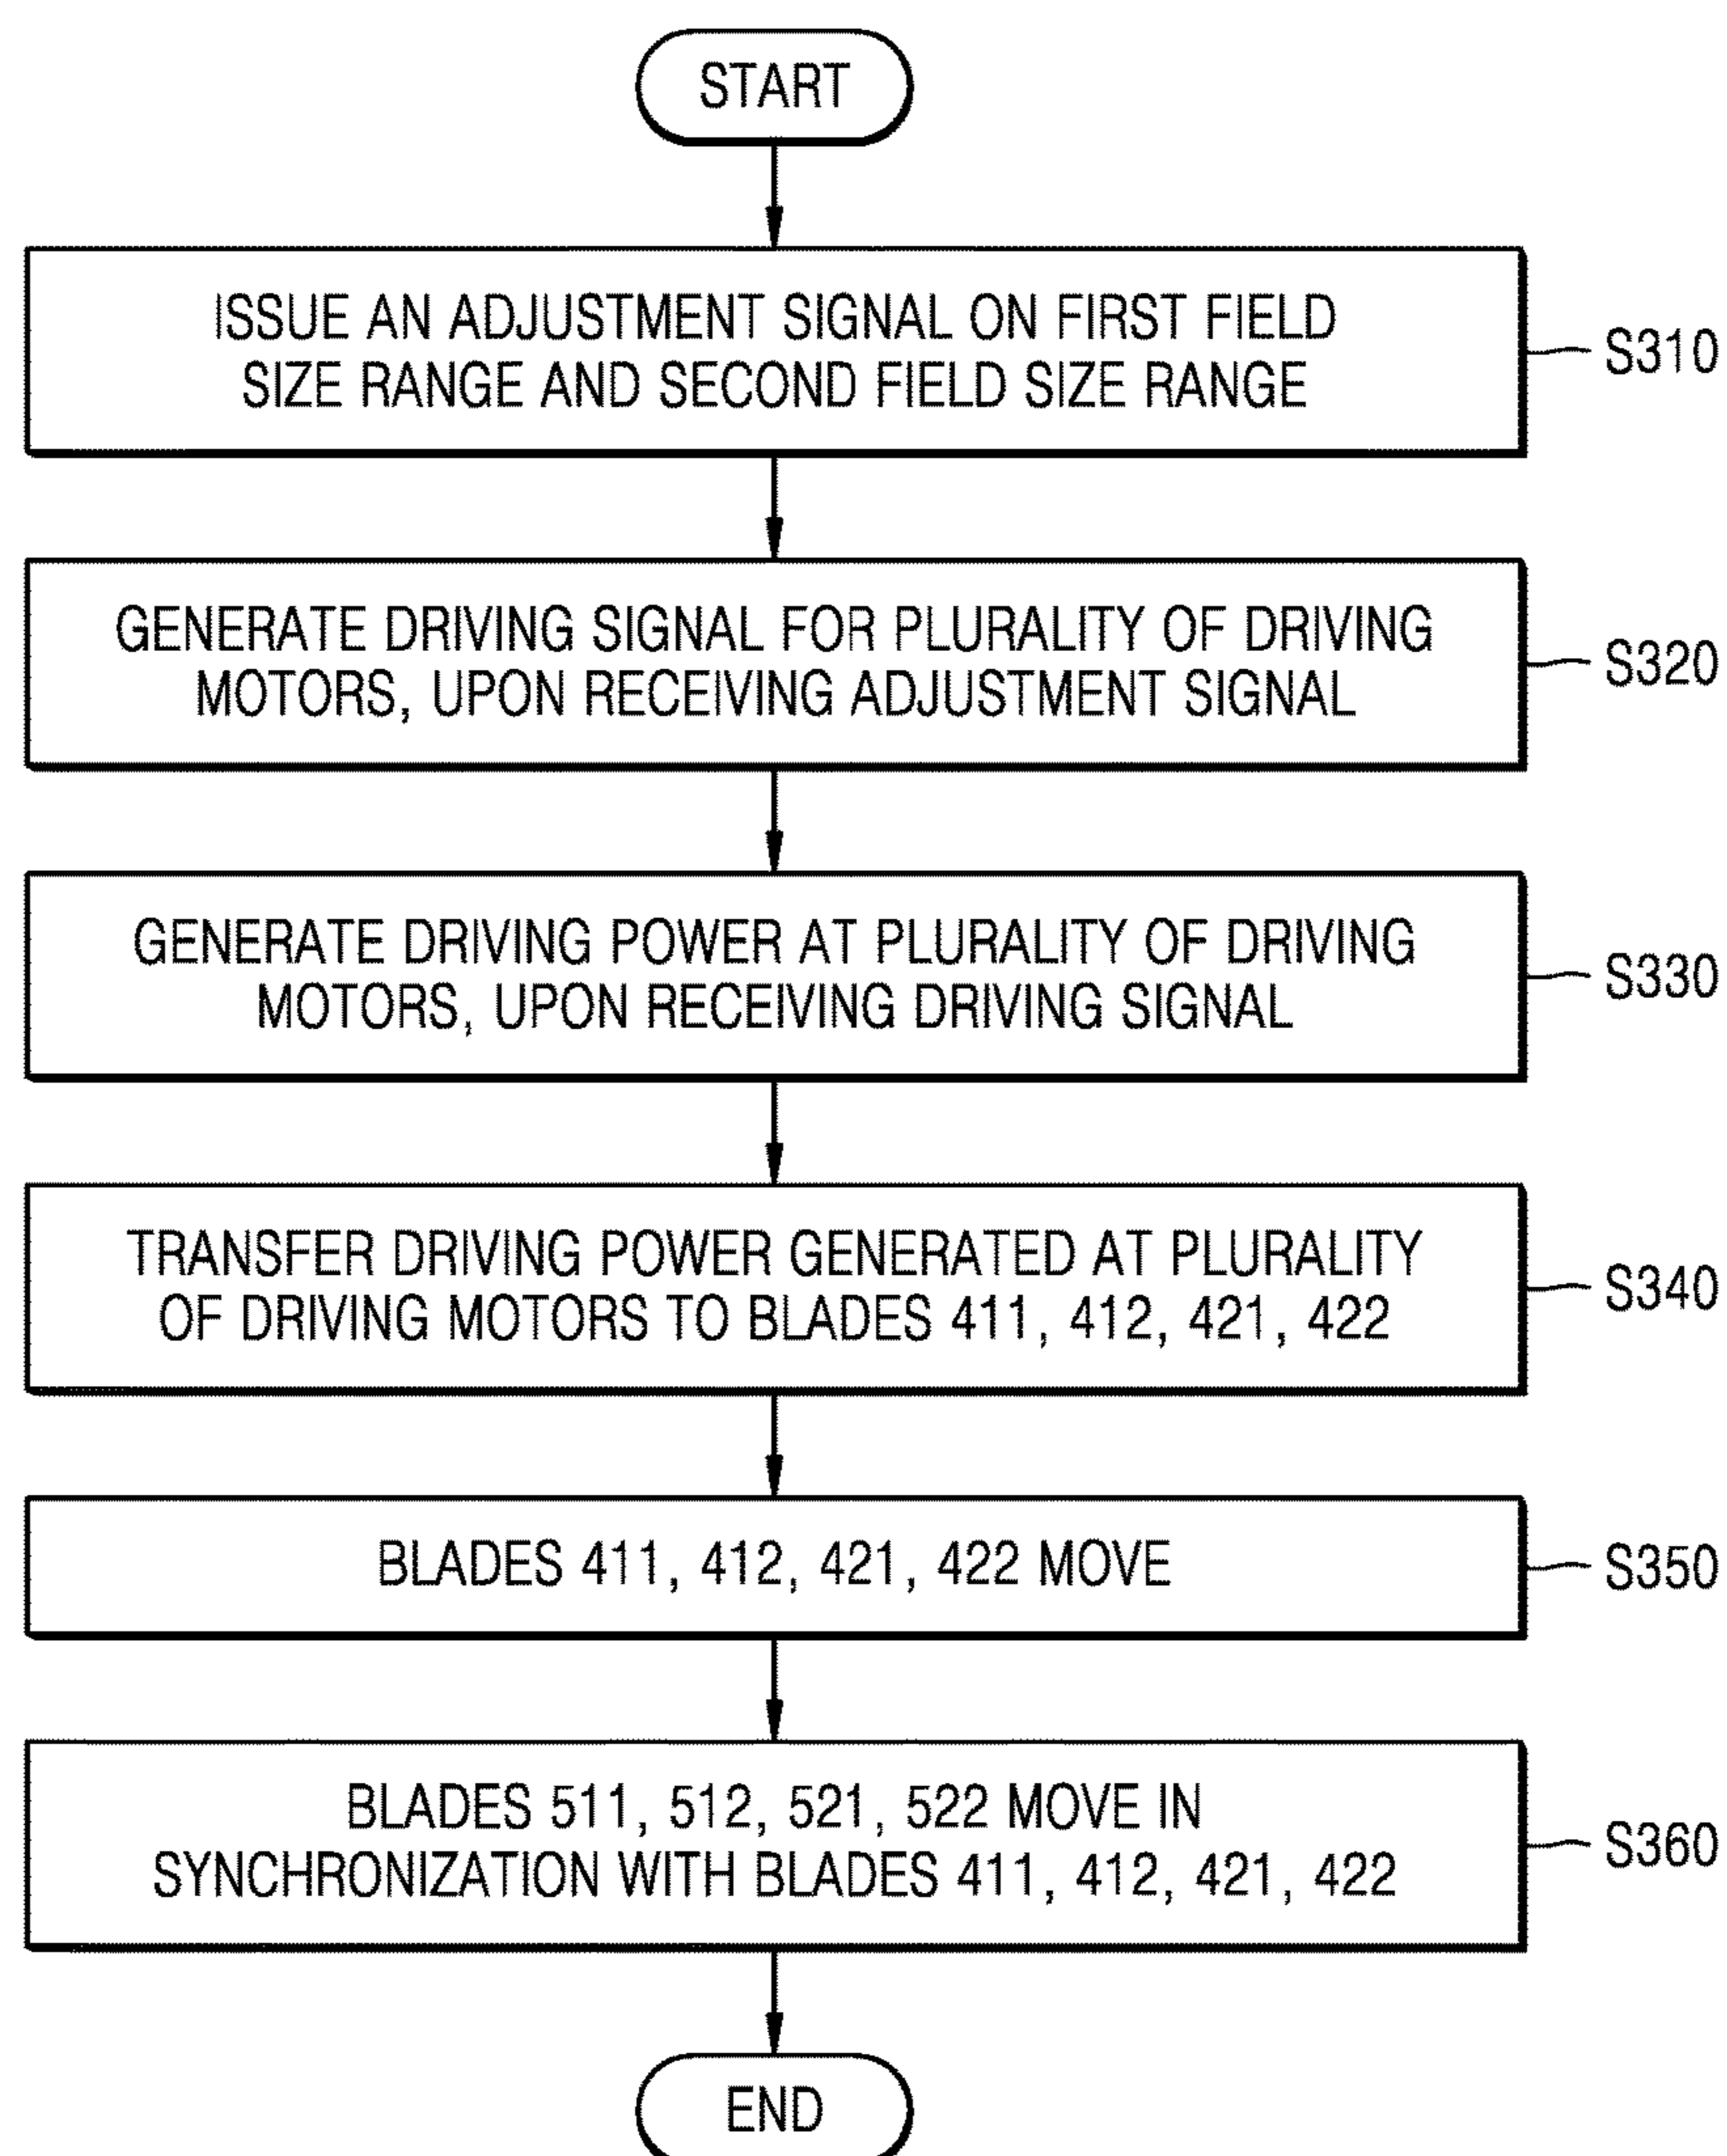 START
ISSUE AN ADJUSTMENT SIGNAL ON FIRST FIELD
SIZE RANGE AND SECOND FIELD SIZE RANGE
S310
GENERATE DRIVING SIGNAL FOR PLURALITY OF DRIVING
MOTORS, UPON RECEIVING ADJUSTMENT SIGNAL
S320
GENERATE DRIVING POWER AT PLURALITY OF DRIVING
MOTORS, UPON RECEIVING DRIVING SIGNAL
S330
TRANSFER DRIVING POWER GENERATED AT PLURALITY
OF DRIVING MOTORS TO BLADES 411, 412, 421, 422
S340
BLADES 411, 412, 421, 422 MOVE
S350
BLADES 511, 512, 521, 522 MOVE IN
SYNCHRONIZATION WITH BLADES 411, 412, 421, 422
S360
END